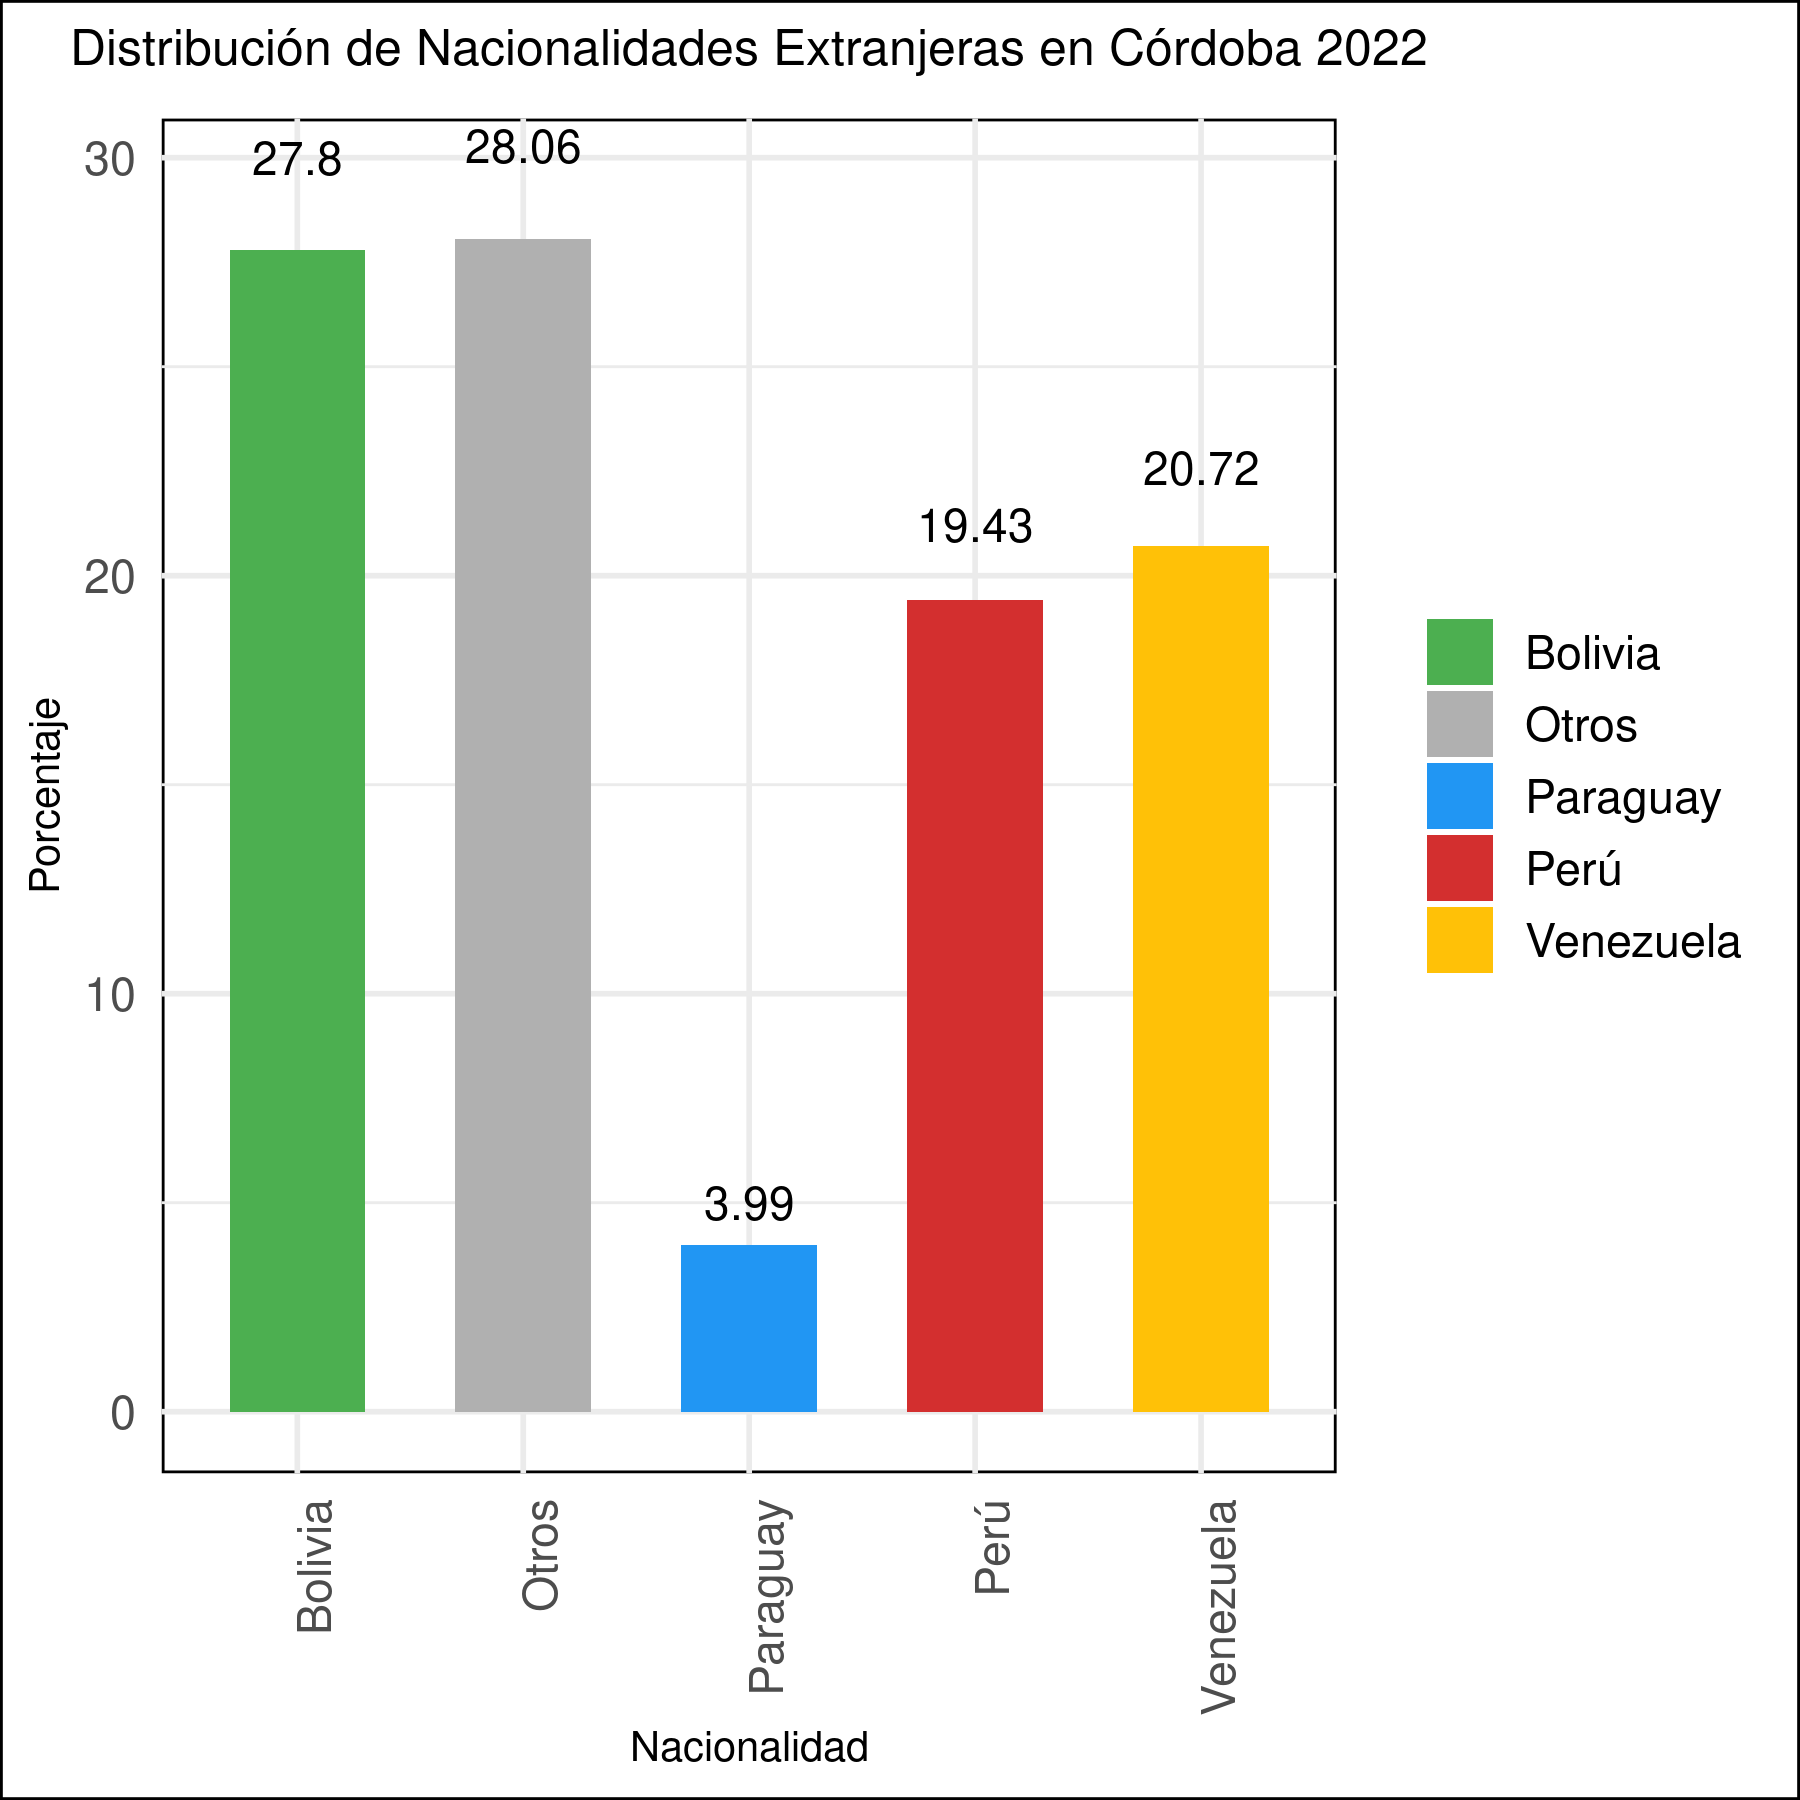 Distribución de Nacionalidades Extranjeras en Córdoba 2022
Porcentaje
30
20
10
0
27.8
28.06
3.99
19.43
20.72
Bolivia
Otros
Paraguay
Perú
Venezuela
Nacionalidad
Bolivia
Otros
Paraguay
Perú
Venezuela